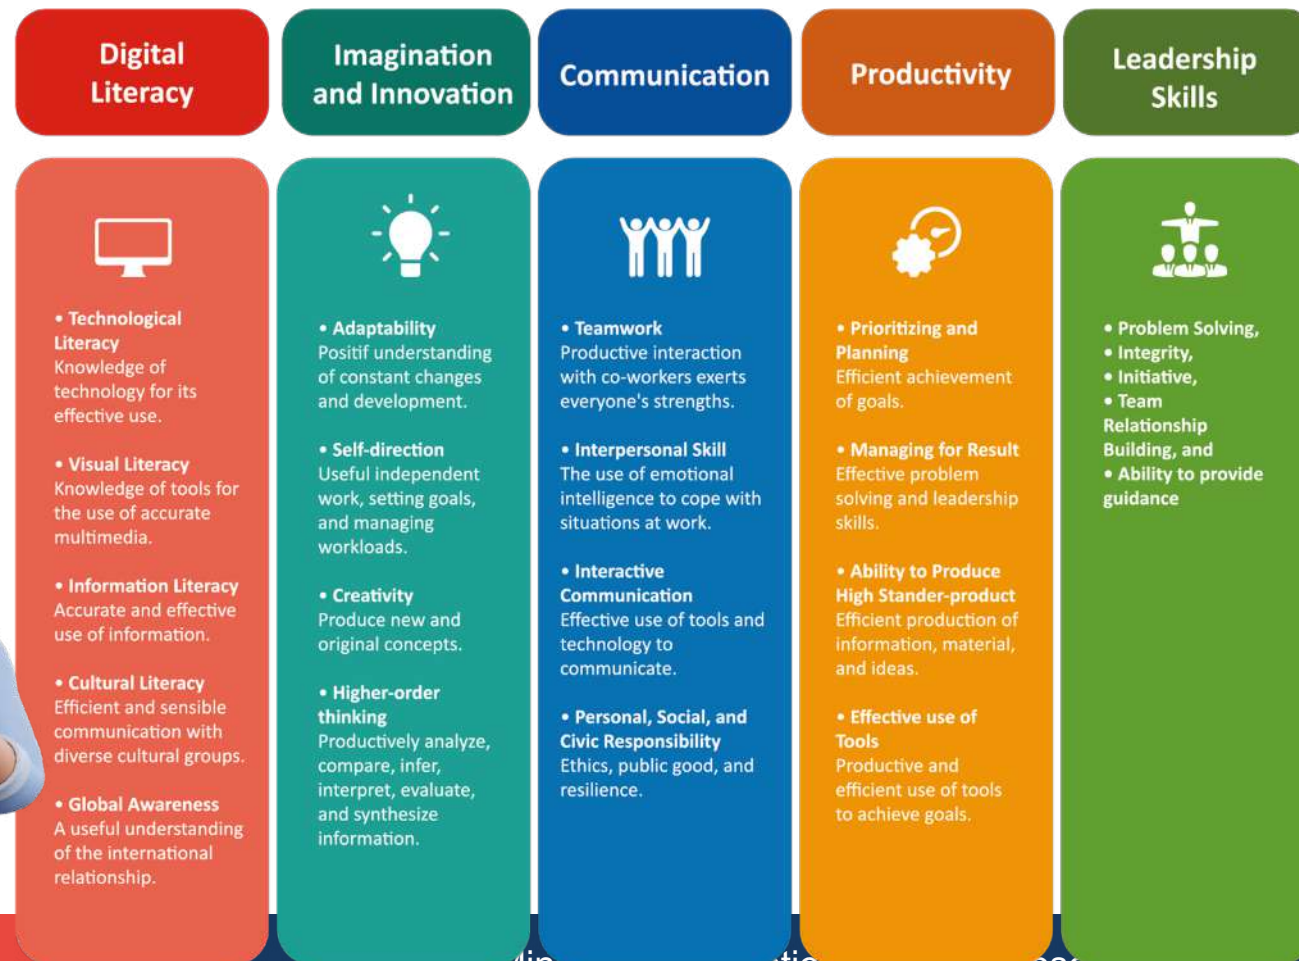 Digital
Literacy
• Technological
Literacy
Knowledge of
technology for its
effective use.
• Visual Literacy
Knowledge of tools for
the use of accurate
multimedia.
• Information Literacy
Accurate and effective
use of information.
• Cultural Literacy
Efficient and sensible
communication with
diverse cultural groups.
• Global Awareness
A useful understanding
of the international
relationship.
Imagination
and Innovation
• Adaptability
Positif understanding
of constant changes
and development.
• Self-direction
Useful independent
work, setting goals,
and managing
workloads.
• Creativity
Produce new and
original concepts.
• Higher-order
thinking
Productively analyze,
compare, infer,
interpret, evaluate,
and synthesize
information.
Communication
• Teamwork
Productive interaction
with co-workers exerts
everyone's strengths.
• Interpersonal Skill
The use of emotional
intelligence to cope with
situations at work.
• Interactive
Communication
Effective use of tools and
technology to
communicate.
• Personal, Social, and
Civic Responsibility
Ethics, public good, and
resilience.
Productivity
• Prioritizing and
Planning
Efficient achievement
of goals.
• Managing for Result
Effective problem
solving and leadership
skills.
• Ability to Produce
High Stander-product
Efficient production of
information, material,
and ideas.
• Effective use of
Tools
Productive and
efficient use of tools
to achieve goals.
Leadership
Skills
• Problem Solving,
• Integrity,
• Initiative,
• Team
Relationship
Building, and
• Ability to provide
guidance